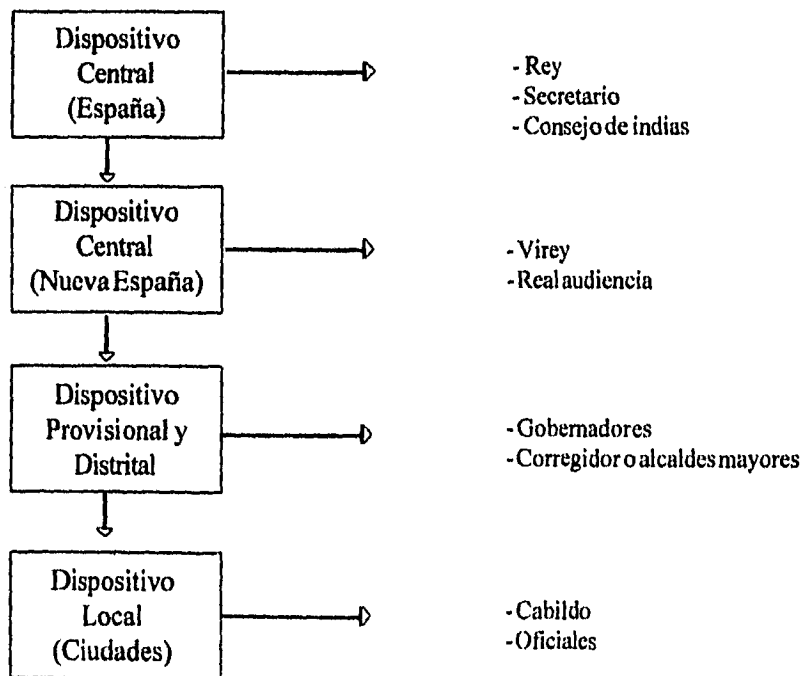 Dispositivo
Central
(España)
- Rey
- Secretario
- Consejo de indias
Dispositivo
Central
(Nueva España)
- Virey
- Real audiencia
Dispositivo
Provisional y
Distrital
- Gobernadores
- Corregidor o alcaldes mayores
Dispositivo
Local
(Ciudades)
- Cabildo
- Oficiales